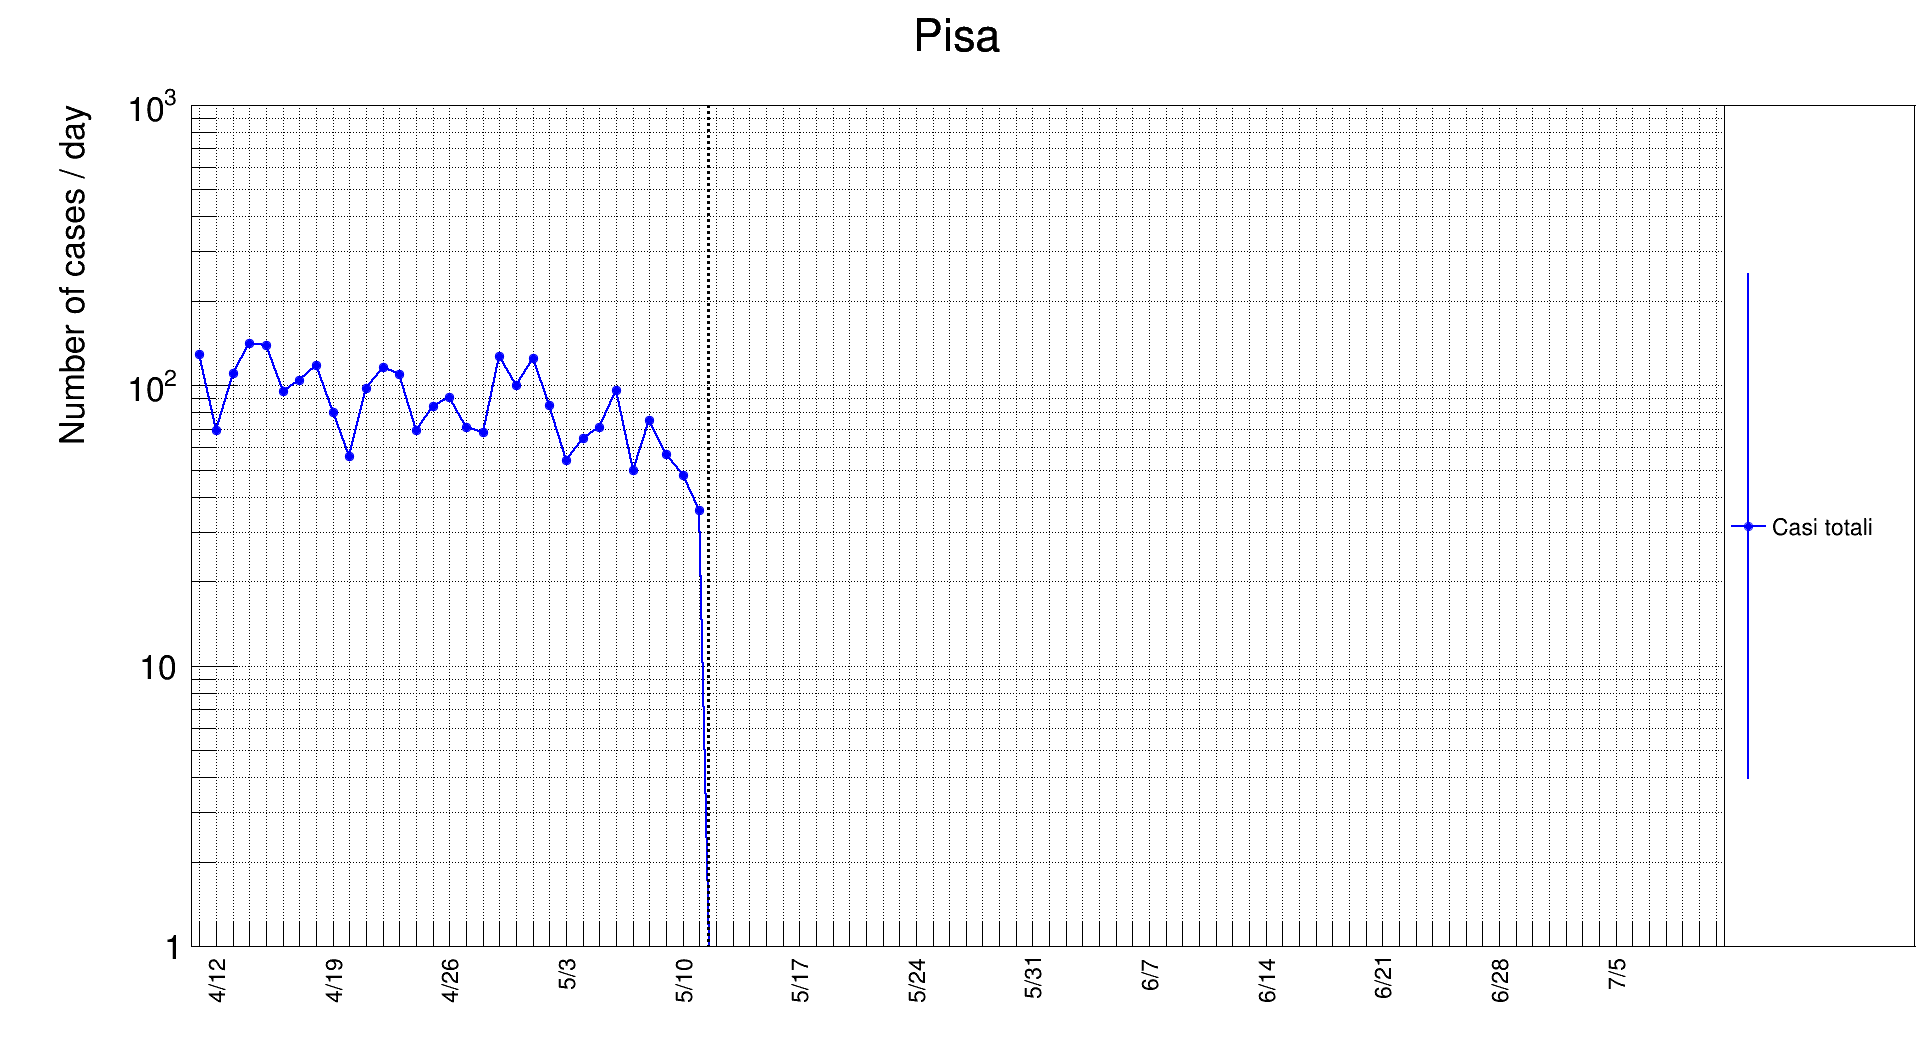 Pisa
Number of cases / day
10³
10²
10
1
4/12 4/19 4/26 5/3 5/10 5/17 5/24 5/31 6/7 6/14 6/21 6/28 7/5
Casi totali